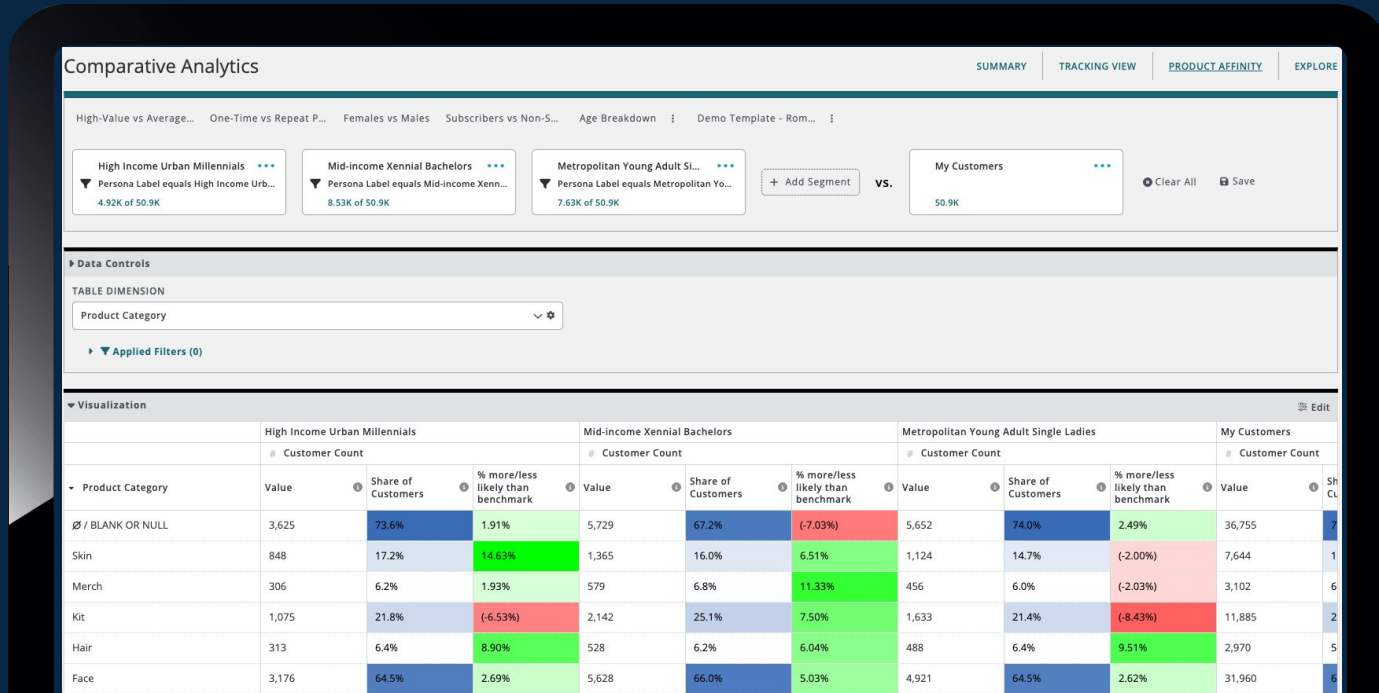 Comparative Analytics
SUMMARY TRACKING VIEW PRODUCT AFFINITY EXPLORE
High-Value vs Average... One-Time vs Repeat P... Females vs Males Subscribers vs Non-S... Age Breakdown Demo Template - Rom...
High Income Urban Millennials
Persona Label equals High Income Urb...
4.92K of 50.9K
Mid-income Xennial Bachelors
Persona Label equals Mid-income Xenn...
8.53K of 50.9K
Metropolitan Young Adult Si...
Persona Label equals Metropolitan Yo...
7.63K of 50.9K
+ Add Segment
vs.
My Customers
50.9K
Clear All
Save
Data Controls
TABLE DIMENSION
Product Category
Applied Filters (0)
Visualization
Edit
High Income Urban Millennials Mid-income Xennial Bachelors Metropolitan Young Adult Single Ladies My Customers
# Customer Count # Customer Count # Customer Count # Customer Count
Product Category Value Share of Customers % more/less likely than benchmark Value Share of Customers % more/less likely than benchmark Value Share of Customers % more/less likely than benchmark Value
Ø / BLANK OR NULL 3,625 73.6% 1.91% 5,729 67.2% (-7.03%) 5,652 74.0% 2.49% 36,755
Skin 848 17.2% 14.63% 1,365 16.0% 6.51% 1,124 14.7% (-2.00%) 7,644
Merch 306 6.2% 1.93% 579 6.8% 11.33% 456 6.0% (-2.03%) 3,102
Kit 1,075 21.8% (-6.53%) 2,142 25.1% 7.50% 1,633 21.4% (-8.43%) 11,885
Hair 313 6.4% 8.90% 528 6.2% 6.04% 488 6.4% 9.51% 2,970
Face 3,176 64.5% 2.69% 5,628 66.0% 5.03% 4,921 64.5% 2.62% 31,960